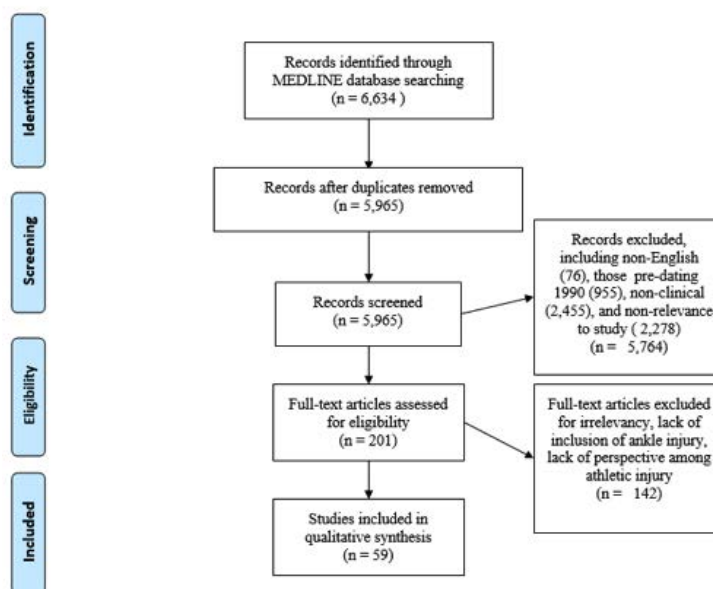 Identification
Records identified through
MEDLINE database searching
(n = 6,634 )
Records after duplicates removed
(n = 5,965)
Screening
Records screened
(n = 5,965)
Records excluded,
including non-English
(76), those pre-dating
1990 (955), non-clinical
(2,455), and non-relevance
to study ( 2,278)
(n = 5,764)
Eligibility
Full-text articles assessed
for eligibility
(n = 201)
Full-text articles excluded
for irrelevancy, lack of
inclusion of ankle injury,
lack of perspective among
athletic injury
(n = 142)
Included
Studies included in
qualitative synthesis
(n = 59)